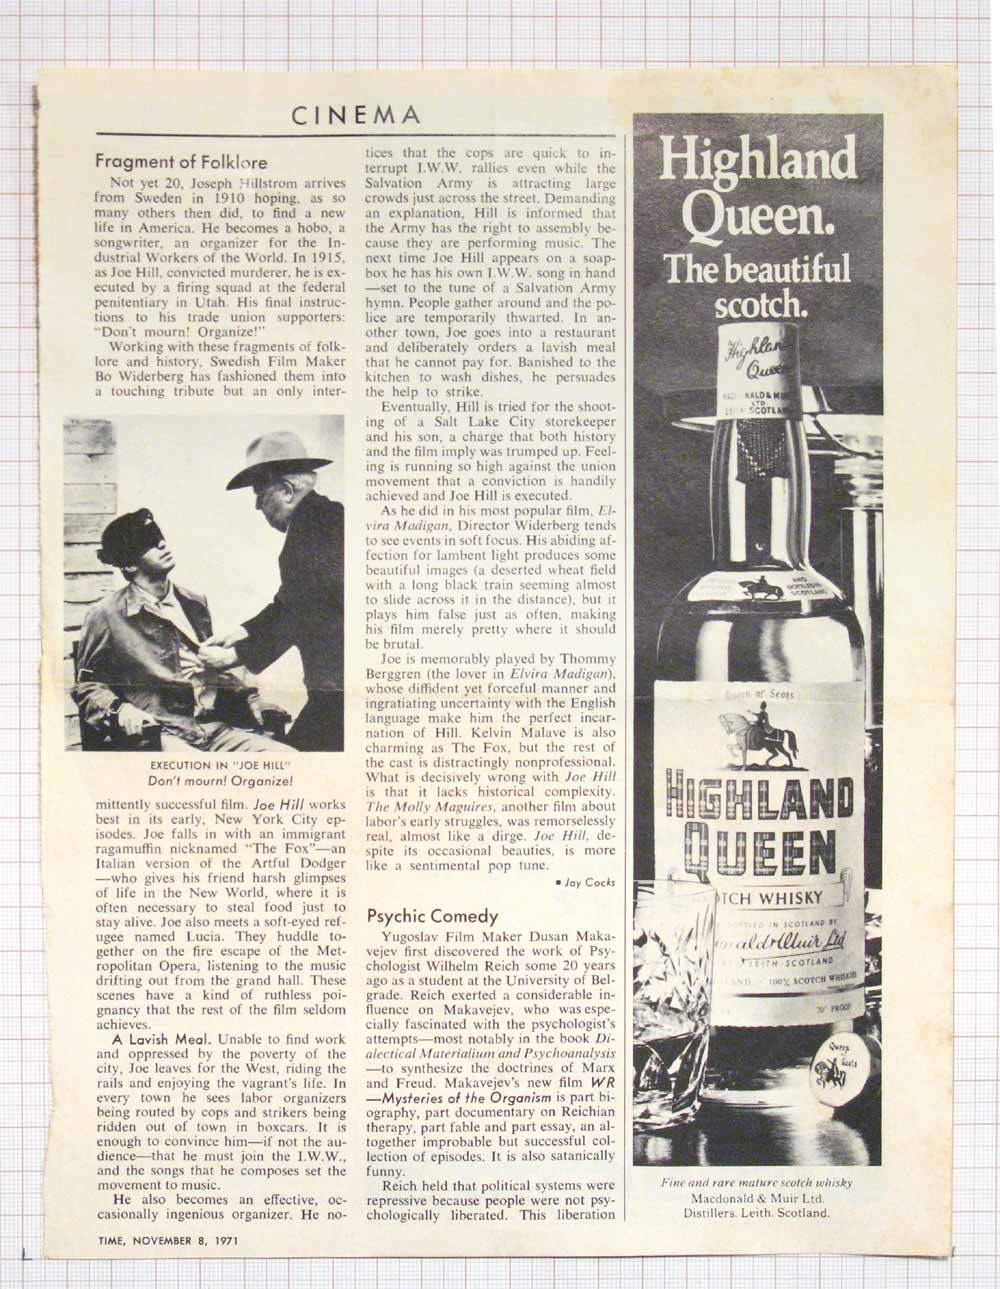 CINEMA
Fragment of Folklore
Not yet 20, Joseph Hillstrom arrives
from Sweden in 1910 hoping, as so
many others then did, to find a new
life in America. He becomes a hobo, a
songwriter, an organizer for the In-
dustrial Workers of the World. In 1915,
as Joe Hill, convicted murderer, he is ex-
ecuted by a firing squad at the federal
penitentiary in Utah. His final instruc-
tions to his trade union supporters:
"Don't mourn! Organize!"
Working with these fragments of folk-
lore and history, Swedish Film Maker
Bo Widerberg has fashioned them into
a touching tribute but an only inter-
EXECUTION IN "JOE HILL"
Don't mourn! Organize!
mittently successful film. Joe Hill works
best in its early, New York City ep-
isodes. Joe falls in with an immigrant
ragamuffin nicknamed "The Fox"—an
Italian version of the Artful Dodger
—who gives his friend harsh glimpses
of life in the New World, where it is
often necessary to steal food just to
stay alive. Joe also meets a soft-eyed ref-
ugee named Lucia. They huddle to-
gether on the fire escape of the Met-
ropolitan Opera, listening to the music
drifting out from the grand hall. These
scenes have a kind of ruthless poi-
gnancy that the rest of the film seldom
achieves.
A Lavish Meal. Unable to find work
and oppressed by the poverty of the
city, Joe leaves for the West, riding the
rails and enjoying the vagrant's life. In
every town he sees labor organizers
being routed by cops and strikers being
ridden out of town in boxcars. It is
enough to convince him—if not the au-
dience—that he must join the I.W.W.,
and the songs that he composes set the
movement to music.
He also becomes an effective, oc-
casionally ingenious organizer. He no-
tices that the cops are quick to in-
terrupt I.W.W. rallies even while the
Salvation Army is attracting large
crowds just across the street. Demanding
an explanation, Hill is informed that
the Army has the right to assembly be-
cause they are performing music. The
next time Joe Hill appears on a soap-
box he has his own I.W.W. song in hand
—set to the tune of a Salvation Army
hymn. People gather around and the po-
lice are temporarily thwarted. In an-
other town, Joe goes into a restaurant
and deliberately orders a lavish meal
that he cannot pay for. Banished to the
kitchen to wash dishes, he persuades
the help to strike.
Eventually, Hill is tried for the shoot-
ing of a Salt Lake City storekeeper
and his son, a charge that both history
and the film imply was trumped up. Feel-
ing is running so high against the union
movement that a conviction is handily
achieved and Joe Hill is executed.
As he did in his most popular film, El-
vira Madigan, Director Widerberg tends
to see events in soft focus. His abiding af-
fection for lambent light produces some
beautiful images (a deserted wheat field
with a long black train seeming almost
to slide across it in the distance), but it
plays him false just as often, making
his film merely pretty where it should
be brutal.
Joe is memorably played by Thommy
Berggren (the lover in Elvira Madigan),
whose diffident yet forceful manner and
ingratiating uncertainty with the English
language make him the perfect incar-
nation of Hill. Kelvin Malave is also
charming as The Fox, but the rest of
the cast is distractingly nonprofessional.
What is decisively wrong with Joe Hill
is that it lacks historical complexity.
The Molly Maguires, another film about
labor's early struggles, was remorselessly
real, almost like a dirge. Joe Hill, de-
spite its occasional beauties, is more
like a sentimental pop tune.
■ Jay Cocks
Psychic Comedy
Yugoslav Film Maker Dusan Maka-
vejev first discovered the work of Psy-
chologist Wilhelm Reich some 20 years
ago as a student at the University of Bel-
grade. Reich exerted a considerable in-
fluence on Makavejev, who was espe-
cially fascinated with the psychologist's
attempts—most notably in the book Di-
alectical Materialium and Psychoanalysis
—to synthesize the doctrines of Marx
and Freud. Makavejev's new film WR
—Mysteries of the Organism is part bi-
ography, part documentary on Reichian
therapy, part fable and part essay, an al-
together improbable but successful col-
lection of episodes. It is also satanically
funny.
Reich held that political systems were
repressive because people were not psy-
chologically liberated. This liberation
TIME, NOVEMBER 8, 1971
Highland
Queen.
The beautiful
scotch.
Highlan
Queen
NALD & MU
LTD
LEITH SCOTLA
AND
BOTTLED IN
SCOTLAND
Queen of Scots
HIGHLAND
QUEEN
TCH WHISKY
BOTTLED IN SCOTLAND BY
nald & Muir Ltd
LEITH SCOTLAND
100% SCOTCH WHISKIES
70° PROOF
Queen
of
Scots
Fine and rare mature scotch whisky
Macdonald & Muir Ltd.
Distillers. Leith. Scotland.